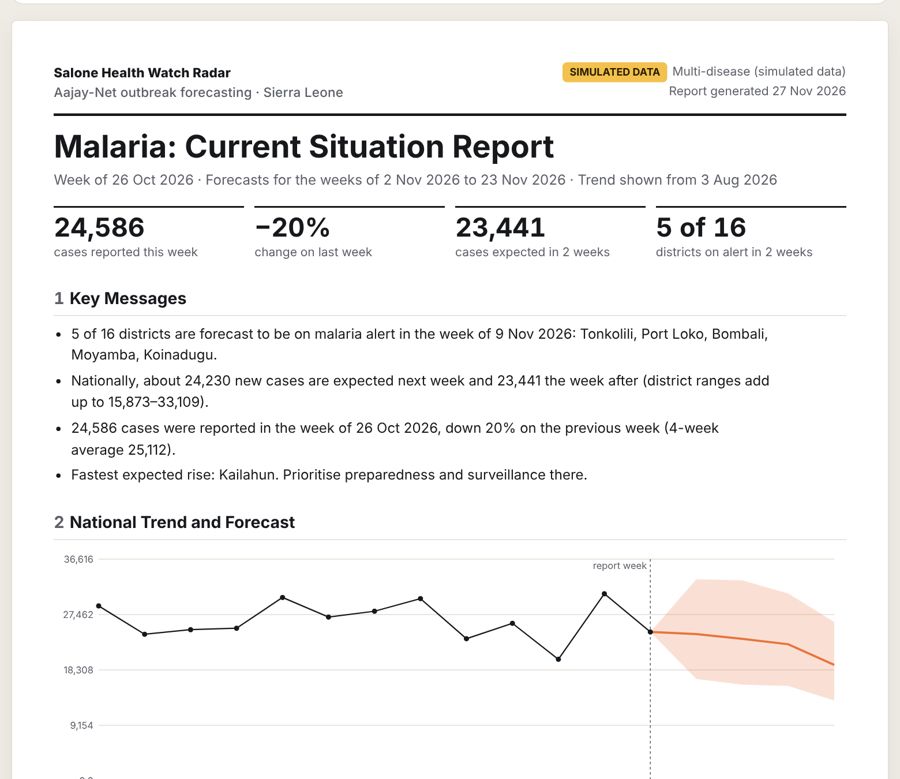 Salone Health Watch Radar
Aajay-Net outbreak forecasting · Sierra Leone
SIMULATED DATA Multi-disease (simulated data)
Report generated 27 Nov 2026
Malaria: Current Situation Report
Week of 26 Oct 2026 · Forecasts for the weeks of 2 Nov 2026 to 23 Nov 2026 · Trend shown from 3 Aug 2026
24,586
cases reported this week
−20%
change on last week
23,441
cases expected in 2 weeks
5 of 16
districts on alert in 2 weeks
1 Key Messages
• 5 of 16 districts are forecast to be on malaria alert in the week of 9 Nov 2026: Tonkolili, Port Loko, Bombali,
Moyamba, Koinadugu.
• Nationally, about 24,230 new cases are expected next week and 23,441 the week after (district ranges add
up to 15,873–33,109).
• 24,586 cases were reported in the week of 26 Oct 2026, down 20% on the previous week (4-week
average 25,112).
• Fastest expected rise: Kailahun. Prioritise preparedness and surveillance there.
2 National Trend and Forecast
36,616
report week
27,462
18,308
9,154